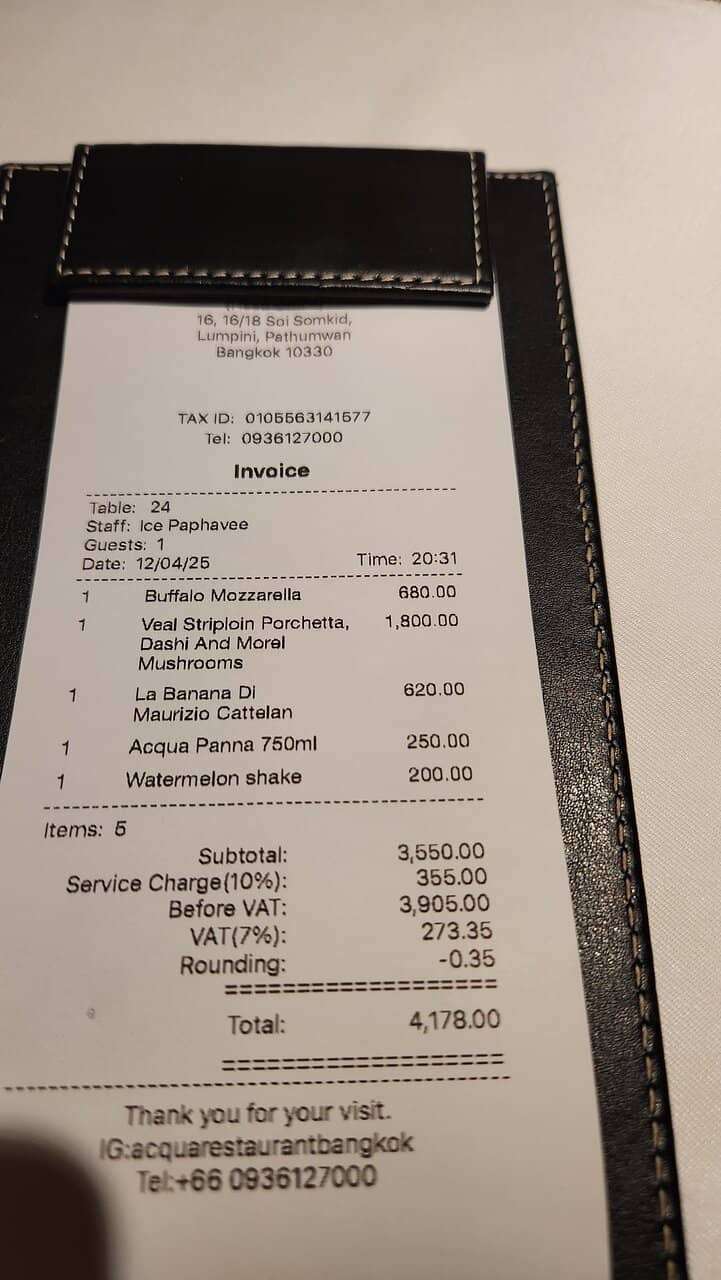 16, 16/18 Soi Somkid,
Lumpini, Pathumwan
Bangkok 10330
TAX ID: 0105563141577
Tel: 0936127000
Invoice
Table: 24
Staff: Ice Paphavee
Guests: 1
Date: 12/04/25 Time: 20:31
1 Buffalo Mozzarella 680.00
1 Veal Striploin Porchetta, 1,800.00
Dashi And Morel
Mushrooms
1 La Banana Di 620.00
Maurizio Cattelan
1 Acqua Panna 750ml 250.00
1 Watermelon shake 200.00
Items: 5
Subtotal: 3,550.00
Service Charge(10%): 355.00
Before VAT: 3,905.00
VAT(7%): 273.35
Rounding: -0.35
Total: 4,178.00
Thank you for your visit.
IG:acquarestaurantbangkok
Tel:+66 0936127000